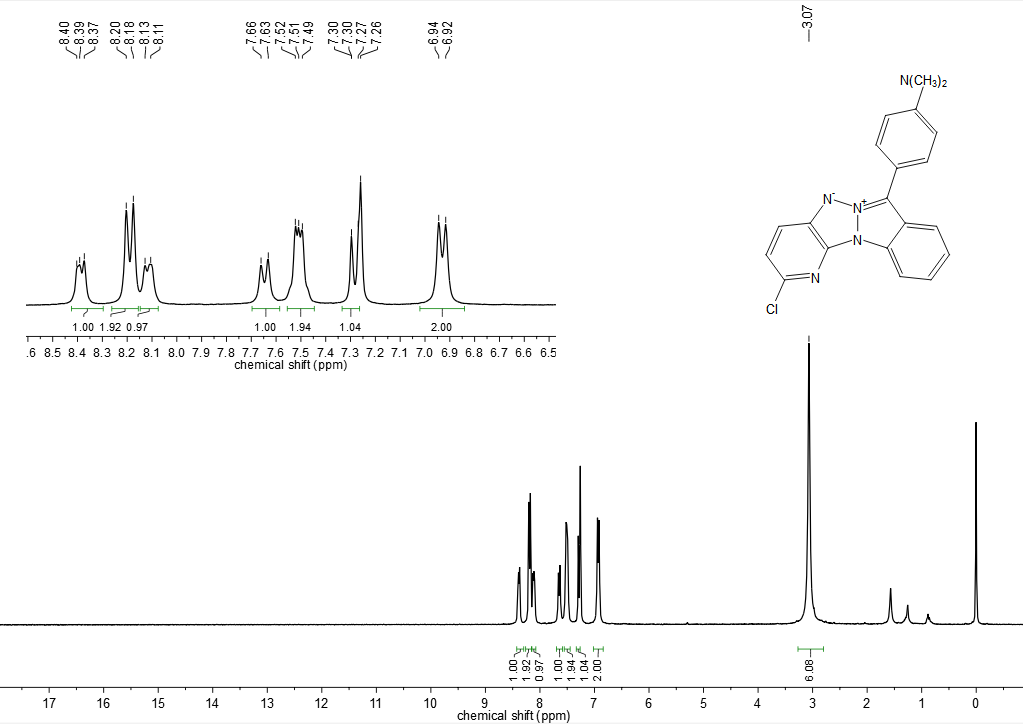 8.40
8.39
8.37
8.20
8.18
8.13
8.11
7.66
7.63
7.52
7.51
7.49
7.30
7.30
7.27
7.26
6.94
6.92
3.07
N(CH3)2
N-
N+
N
N
Cl
1.00 1.92 0.97 1.00 1.94 1.04 2.00
.6 8.5 8.4 8.3 8.2 8.1 8.0 7.9 7.8 7.7 7.6 7.5 7.4 7.3 7.2 7.1 7.0 6.9 6.8 6.7 6.6 6.5
chemical shift (ppm)
1.00
1.92
0.97
1.00
1.94
1.04
2.00
6.08
17 16 15 14 13 12 11 10 9 8 7 6 5 4 3 2 1 0
chemical shift (ppm)